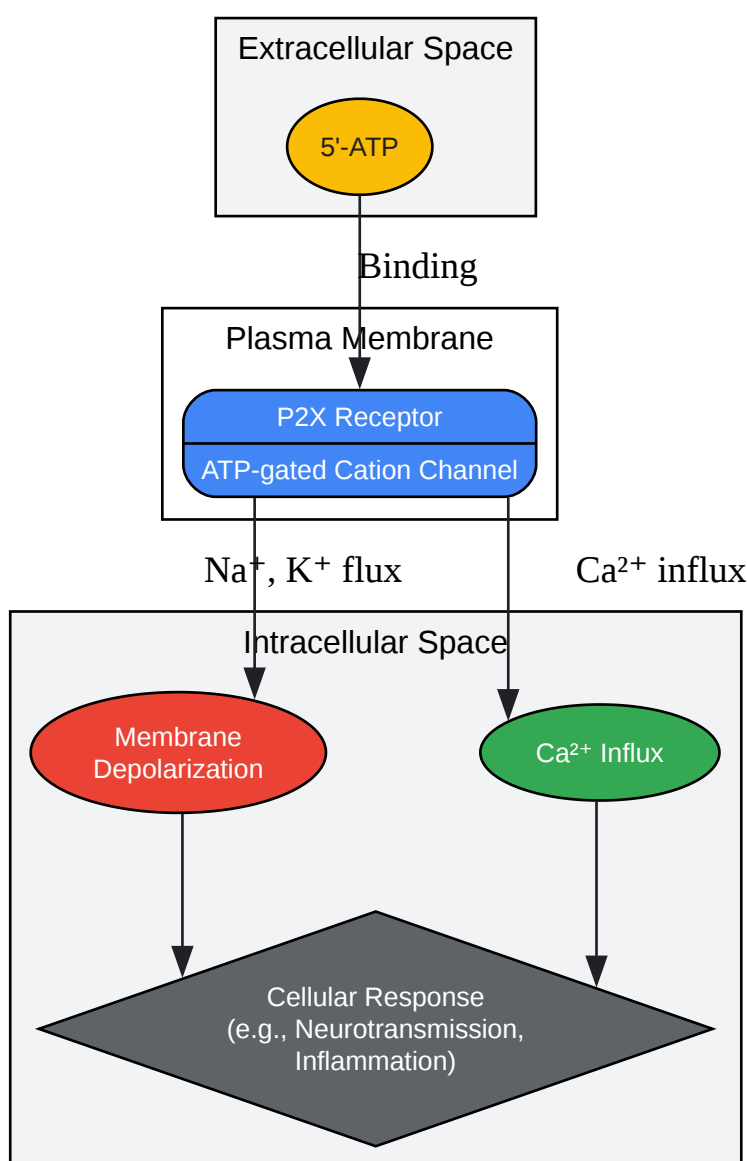 Extracellular Space
5'-ATP
Binding
Plasma Membrane
P2X Receptor
ATP-gated Cation Channel
Na⁺, K⁺ flux
Ca²⁺ influx
Intracellular Space
Membrane
Depolarization
Ca²⁺ Influx
Cellular Response
(e.g., Neurotransmission,
Inflammation)